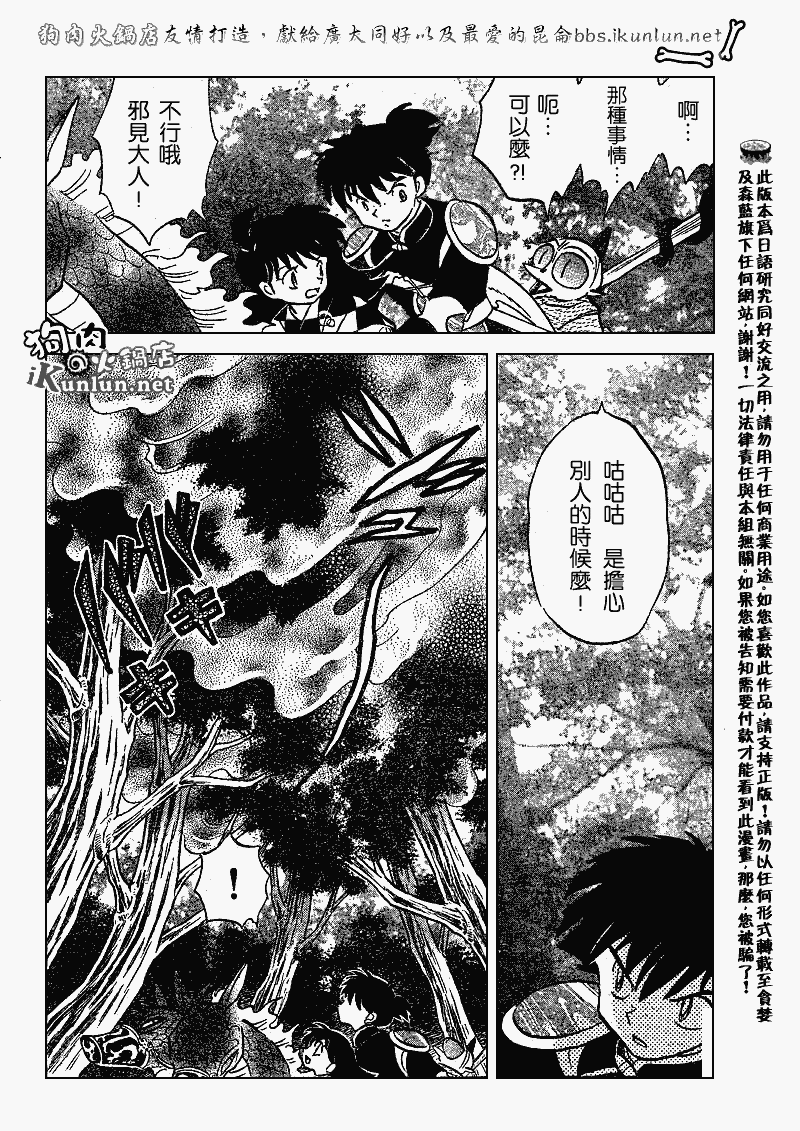 狗肉火鍋店友情打造，獻給廣大同好以及最愛的昆侖bbs.ikunlun.net
啊…
那種事情…
呃…
可以麼?!
不行哦
邪見大人！
狗肉火鍋店
iKunlun.net
咕咕咕 是擔心
別人的時候麼！
バババ
キキ
！
此版本爲日語研究同好交流之用，請勿用于任何商業用途。如您喜歡此作品，請支持正版！請勿以任何形式轉載至貪婪
及森藍旗下任何網站，謝謝！一切法律責任與本組無關。如果您被告知需要付款才能看到此漫畫，那麼，您被騙了！